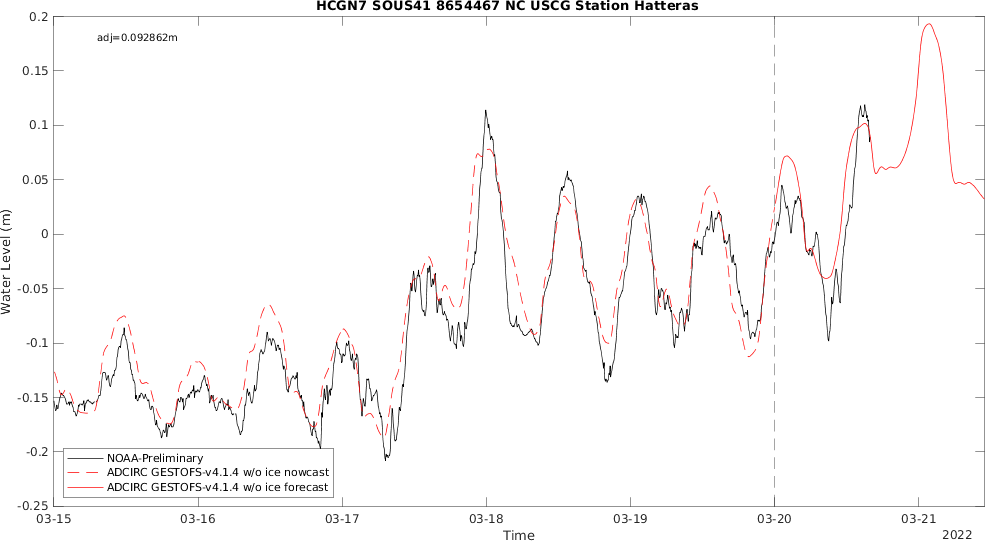 HCGN7 SOUS41 8654467 NC USCG Station Hatteras
adj=0.092862m
0.2
0.15
0.1
0.05
0
-0.05
-0.1
-0.15
-0.2
-0.25
Water Level (m)
NOAA-Preliminary
ADCIRC GESTOFS-v4.1.4 w/o ice nowcast
ADCIRC GESTOFS-v4.1.4 w/o ice forecast
03-15 03-16 03-17 03-18 03-19 03-20 03-21
Time
2022